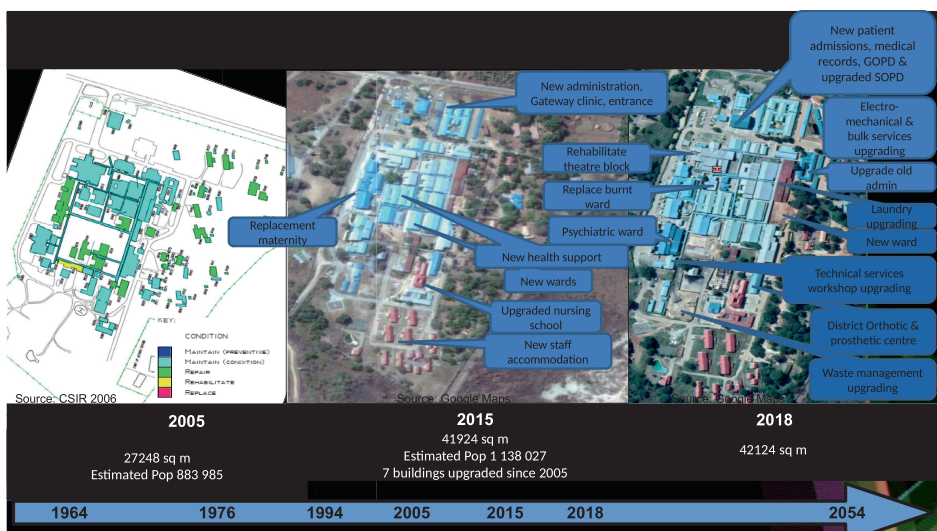 New patient
admissions, medical
records, GOPD &
upgraded SOPD
New administration,
Gateway clinic, entrance
Electro-
mechanical &
bulk services
upgrading
Rehabilitate
theatre block
Upgrade old
admin
Replace burnt
ward
Laundry
upgrading
Replacement
maternity
Psychiatric ward
New ward
New health support
Technical services
workshop upgrading
New wards
Upgraded nursing
school
District Orthotic &
prosthetic centre
New staff
accommodation
Waste management
upgrading
KEY:
CONDITION
MAINTAIN (PREVENTIVE)
MAINTAIN (CONDITION)
REPAIR
REHABILITATE
REPLACE
Source: CSIR 2006
Source: Google Maps
Source: Google Maps
2005
27248 sq m
Estimated Pop 883 985
2015
41924 sq m
Estimated Pop 1 138 027
7 buildings upgraded since 2005
2018
42124 sq m
1964
1976
1994
2005
2015
2018
2054